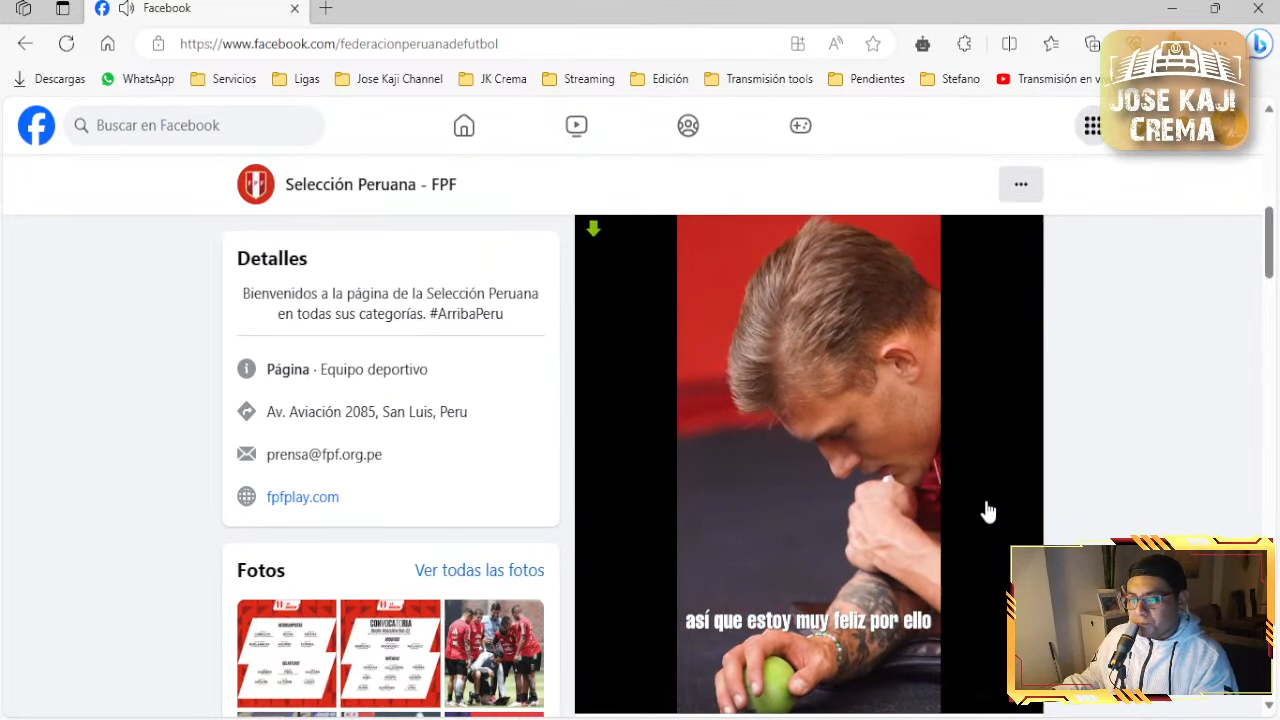 Facebook
https://www.facebook.com/federacionperuanadefutbol
Descargas
WhatsApp
Servicios
Ligas
Jose Kaji Channel
IK Crema
Streaming
Edición
Transmisión todos
Pendientes
Stefano
Transmisión en v
JOSE KAJI
CREMA
Buscar en Facebook
FPF
Selección Peruana - FPF
Detalles
Bienvenidos a la página de la Selección Peruana
en todas sus categorías. #ArribaPeru
Página · Equipo deportivo
Av. Aviación 2085, San Luis, Peru
prensa@fpf.org.pe
fpfplay.com
Fotos
Ver todas las fotos
CONVOCATORIA
así que estoy muy feliz por ello